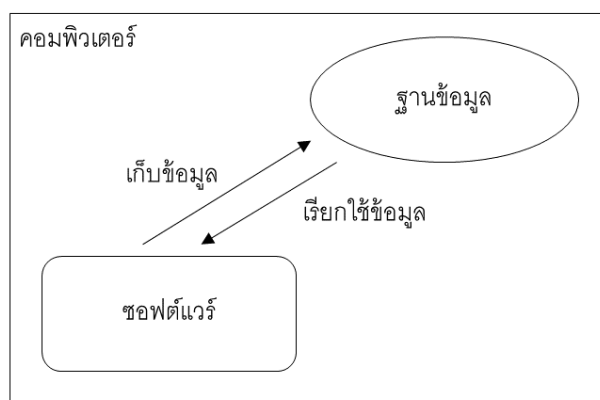 คอมพิวเตอร์
ฐานข้อมูล
เก็บข้อมูล
เรียกใช้ข้อมูล
ซอฟต์แวร์